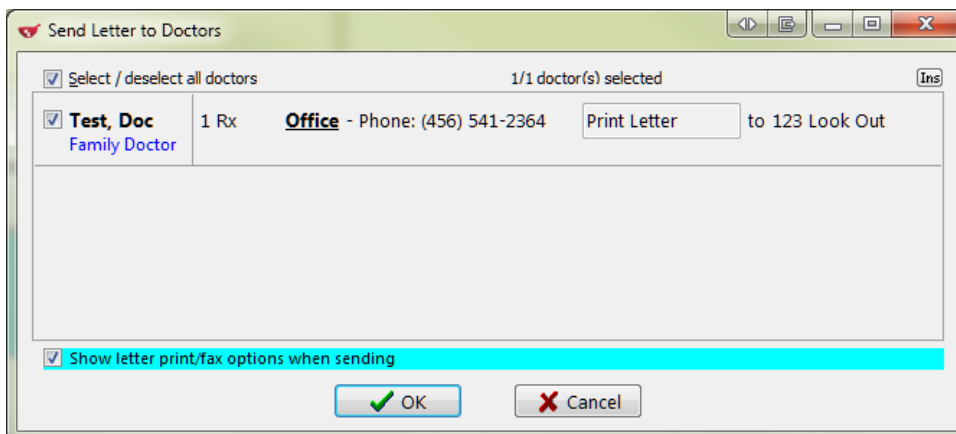 Send Letter to Doctors
Select / deselect all doctors 1/1 doctor(s) selected Ins
Test, Doc 1 Rx Office - Phone: (456) 541-2364 Print Letter to 123 Look Out
Family Doctor
Show letter print/fax options when sending
OK Cancel